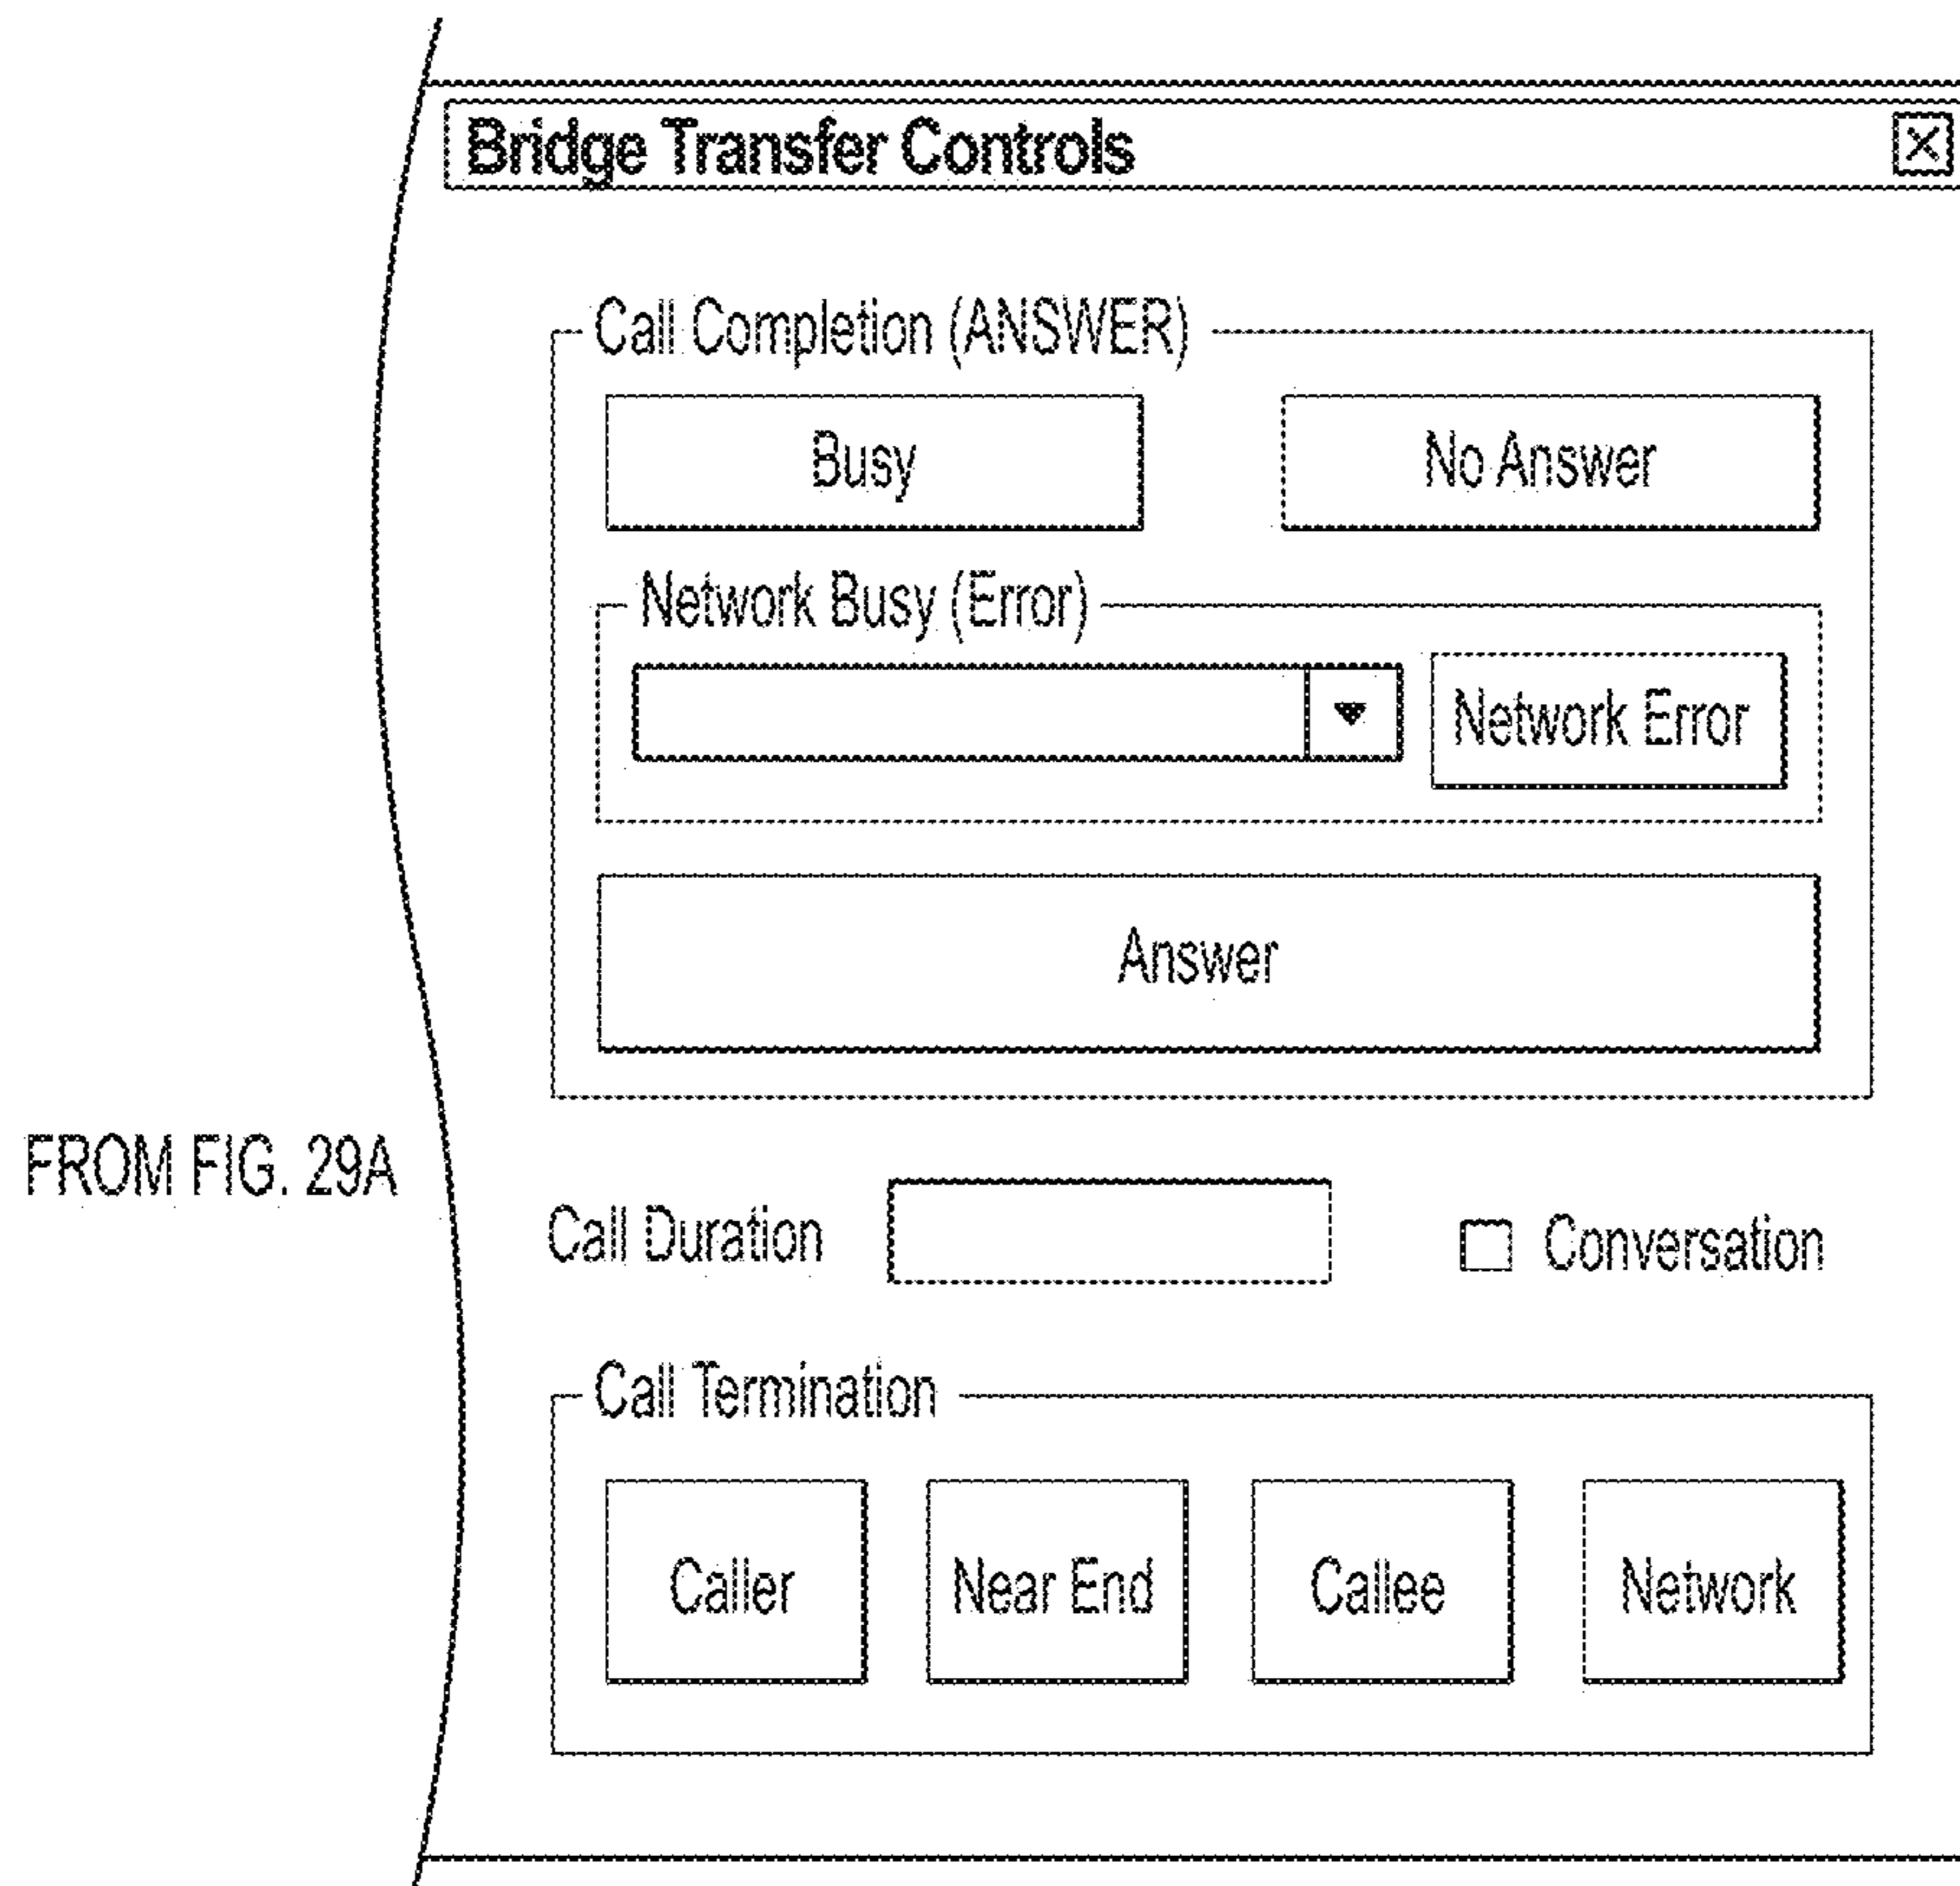 Bridge Transfer Controls
Call Completion (ANSWER)
Busy No Answer
Network Busy (Error)
Network Error
Answer
FROM FIG. 29A
Call Duration Conversation
Call Termination
Caller Near End Callee Network